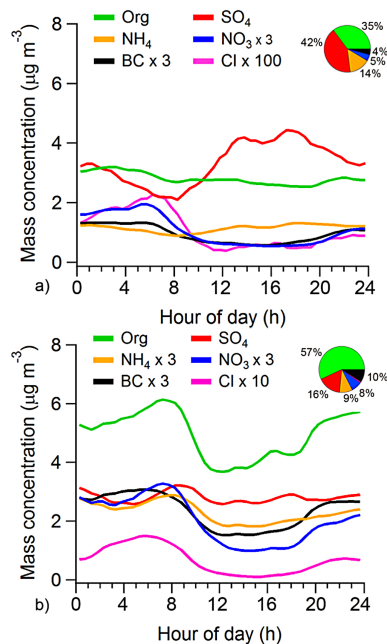 Org
SO₄
NH₄
NO₃ x 3
BC x 3
Cl x 100
35%
42%
4%
5%
14%
Mass concentration (µg m⁻³)
8
6
4
2
0
0 4 8 12 16 20 24
a)
Hour of day (h)
Org
SO₄
NH₄ x 3
NO₃ x 3
BC x 3
Cl x 10
57%
10%
16%
8%
9%
Mass concentration (µg m⁻³)
8
6
4
2
0
0 4 8 12 16 20 24
b)
Hour of day (h)